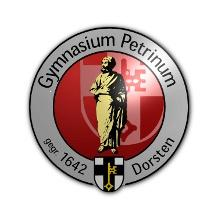 Gymnasium Petrinum
gegr. 1642 Dorsten